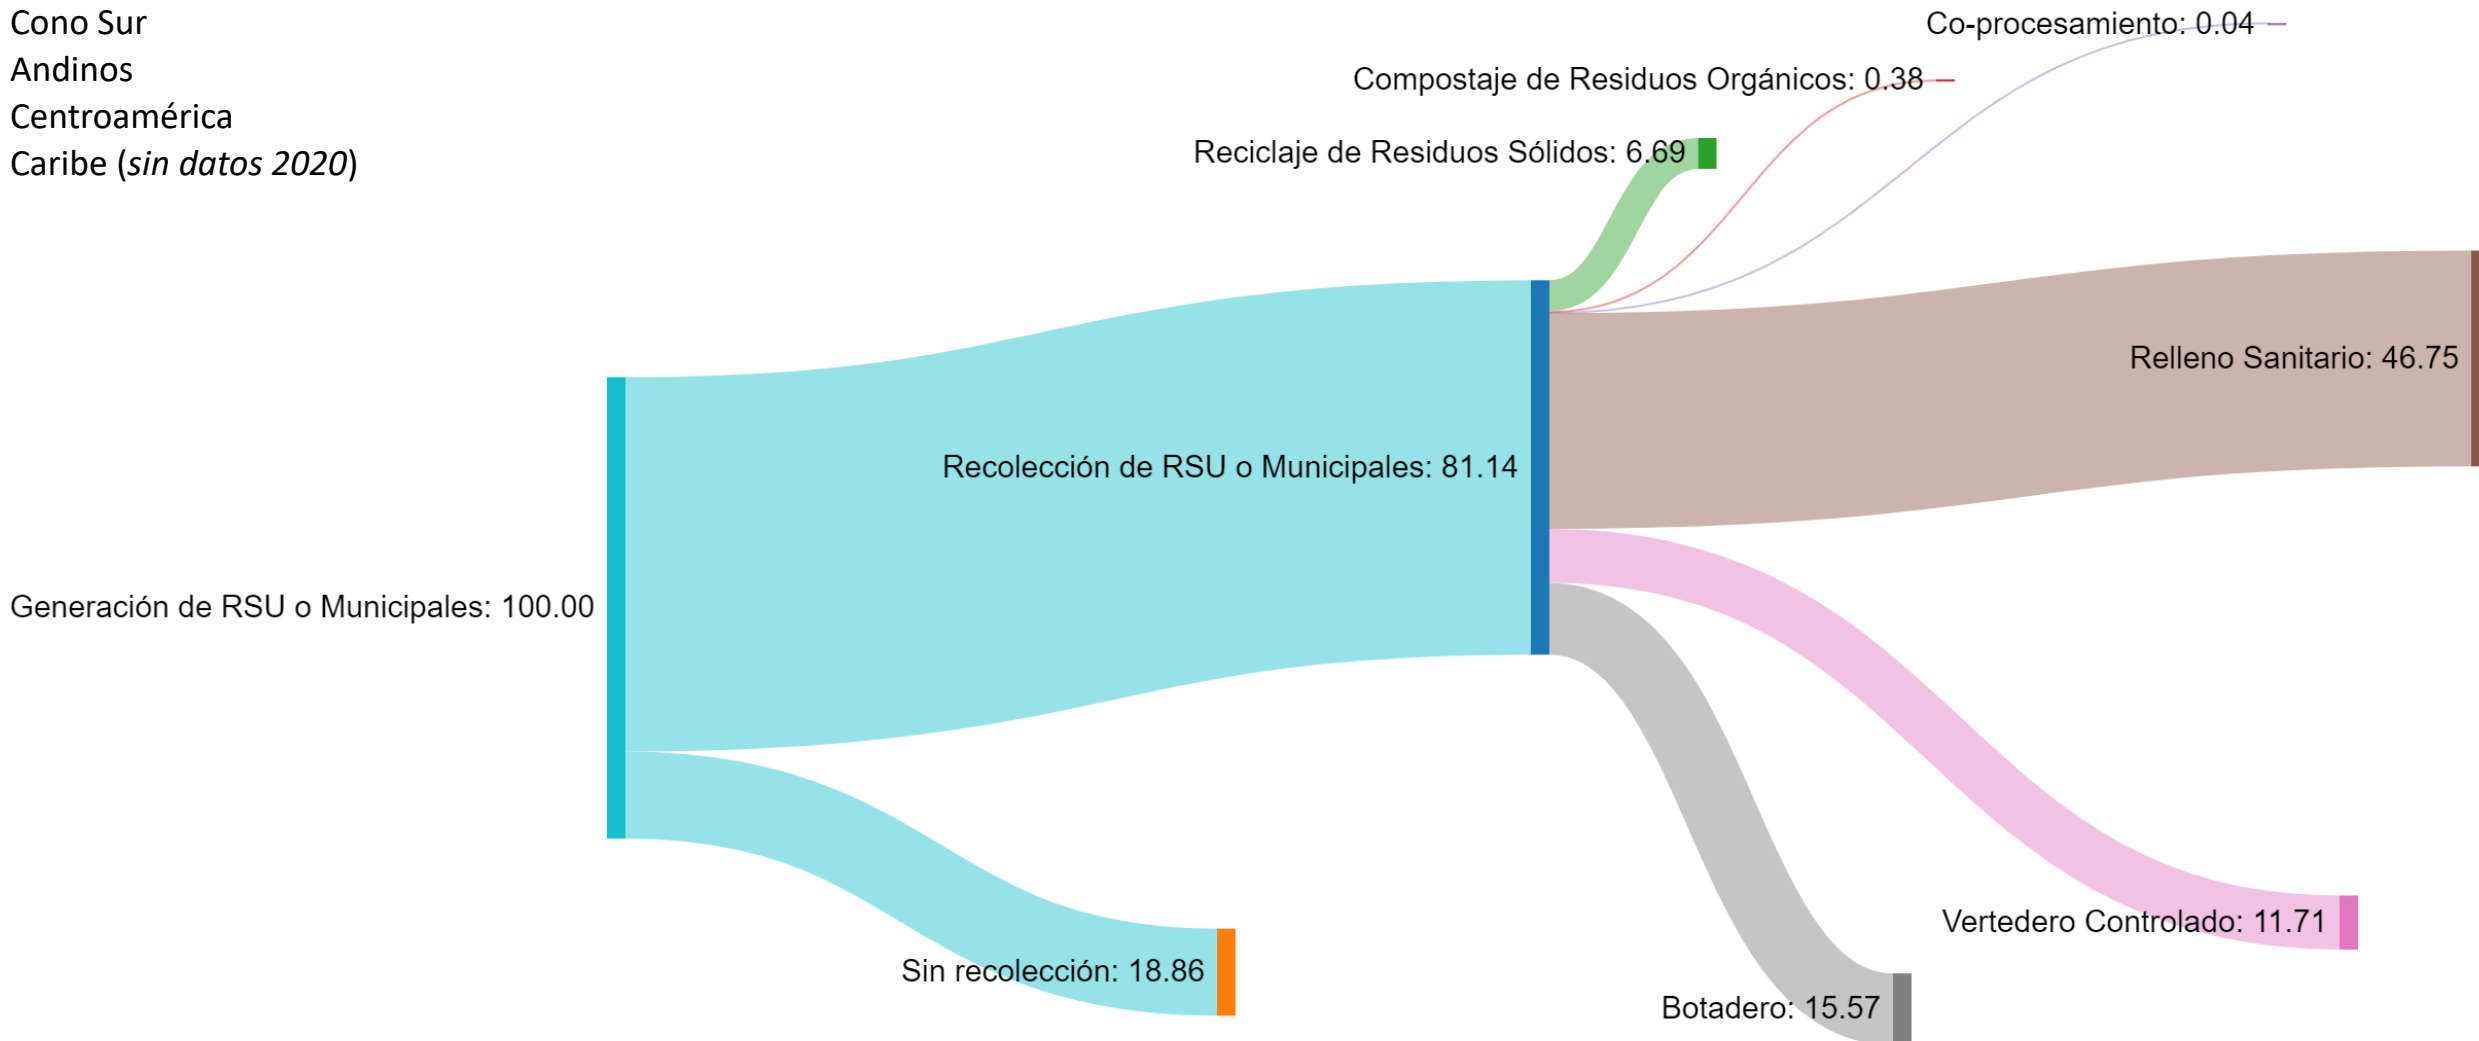 Cono Sur
Andinos
Centroamérica
Caribe (sin datos 2020)
Co-procesamiento: 0.04
Compostaje de Residuos Orgánicos: 0.38
Reciclaje de Residuos Sólidos: 6.69
Relleno Sanitario: 46.75
Recolección de RSU o Municipales: 81.14
Generación de RSU o Municipales: 100.00
Vertedero Controlado: 11.71
Sin recolección: 18.86
Botadero: 15.57